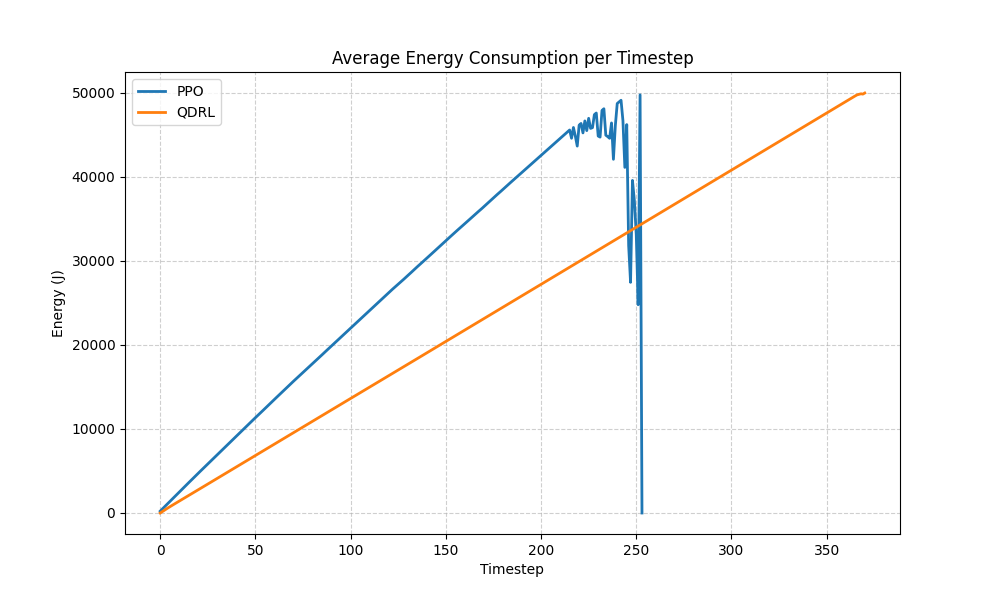 Average Energy Consumption per Timestep
PPO
QDRL
50000
40000
30000
20000
10000
0
Energy (J)
0 50 100 150 200 250 300 350
Timestep